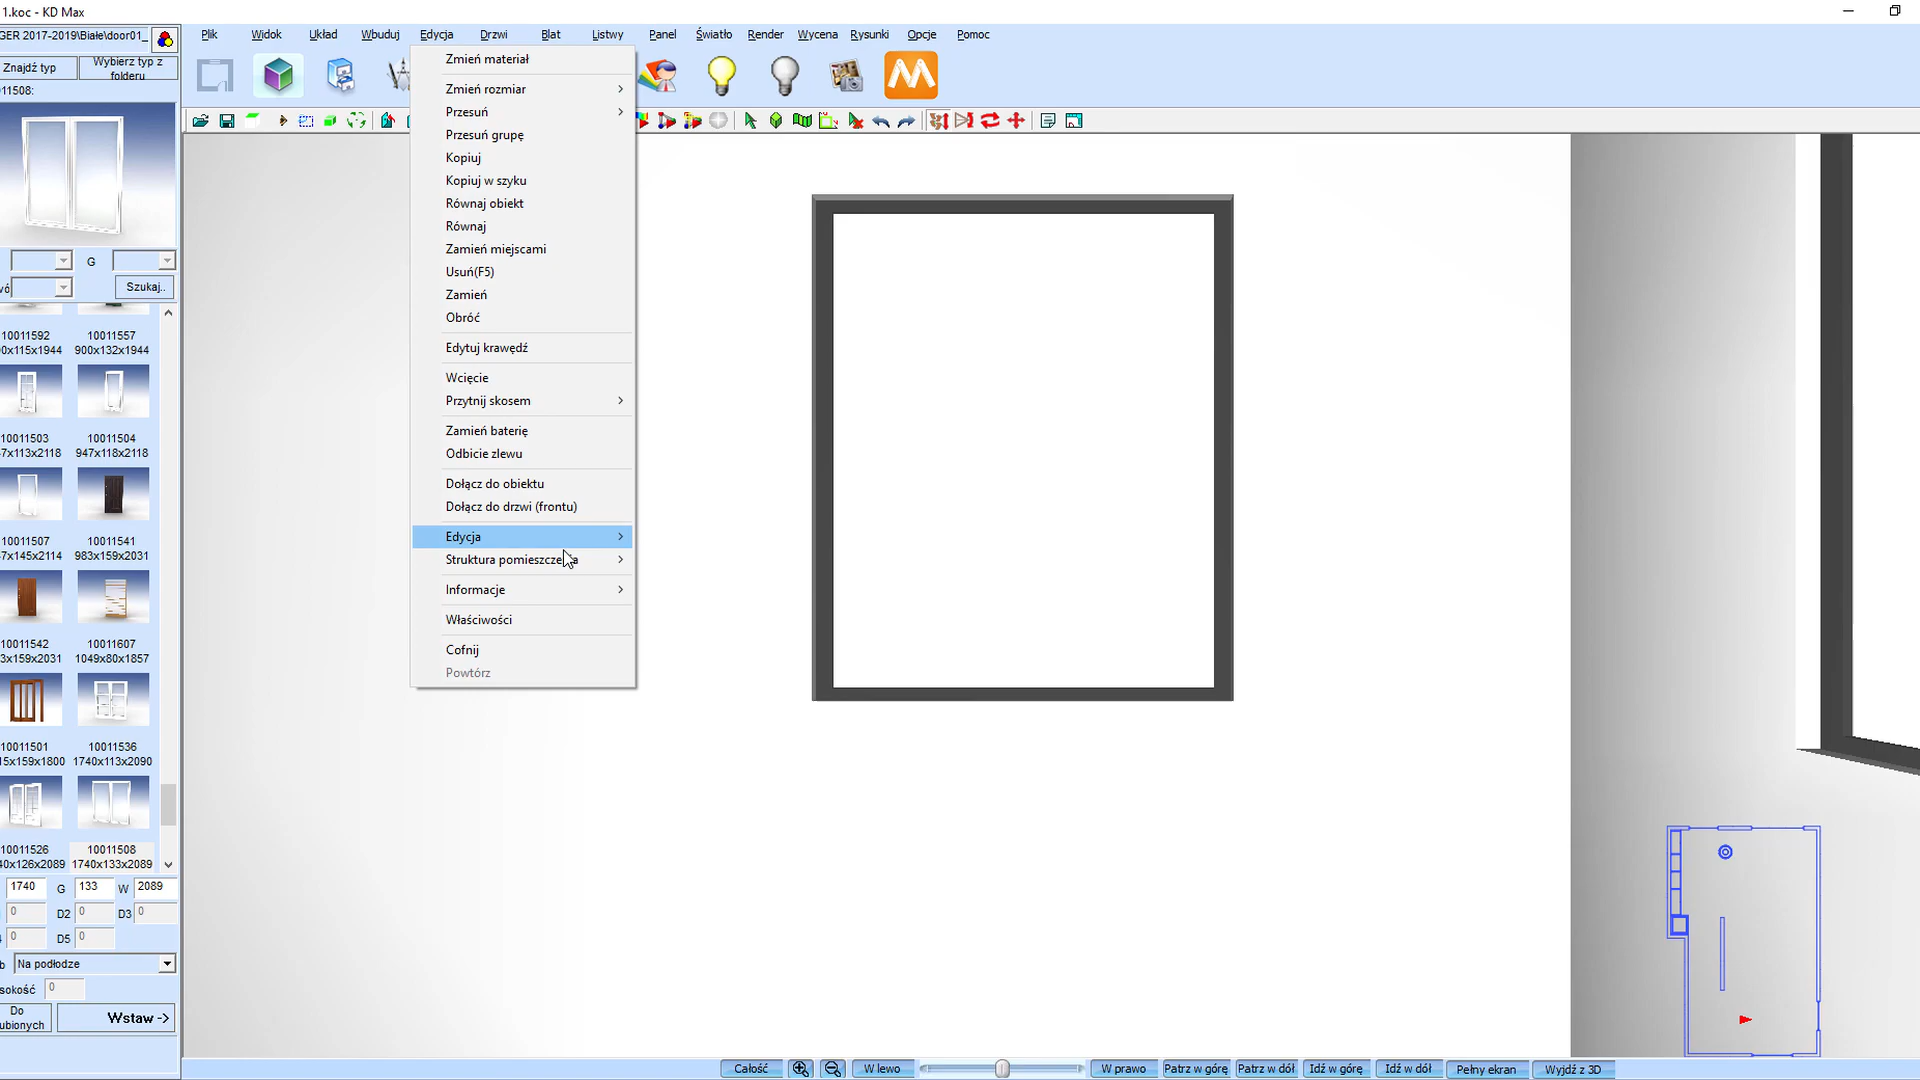 1.koc - KD Max
GER 2017-2019\Białe\door01_
Plik Widok Układ Wbuduj Edycja Drzwi Blat Listwy Panel Światło Render Wycena Rysunki Opcje Pomoc
Znajdź typ
Wybierz typ z
folderu
11508:
Zmień materiał
Zmień rozmiar
Przesuń
Przesuń grupę
Kopiuj
Kopiuj w szyku
Równaj obiekt
Równaj
Zamień miejscami
Usuń(F5)
Zamień
Obróć
Edytuj krawędź
Wcięcie
Przytnij skosem
Zamień baterię
Odbicie zlewu
Dołącz do obiektu
Dołącz do drzwi (frontu)
Edycja
Struktura pomieszczenia
Informacje
Właściwości
Cofnij
Powtórz
G
Szukaj..
10011592 10011557
0x115x1944 900x132x1944
10011503 10011504
7x113x2118 947x118x2118
10011507 10011541
7x145x2114 983x159x2031
10011542 10011607
3x159x2031 1049x80x1857
10011501 10011536
5x159x1800 1740x113x2090
10011526 10011508
0x126x2089 1740x133x2089
1740 G 133 W 2089
0 D2 0 D3 0
0 D5 0
b Na podłodze
sokość 0
Do
ubionych
Wstaw ->
Całość W lewo W prawo Patrz w górę Patrz w dół Idź w górę Idź w dół Pełny ekran Wyjdź z 3D